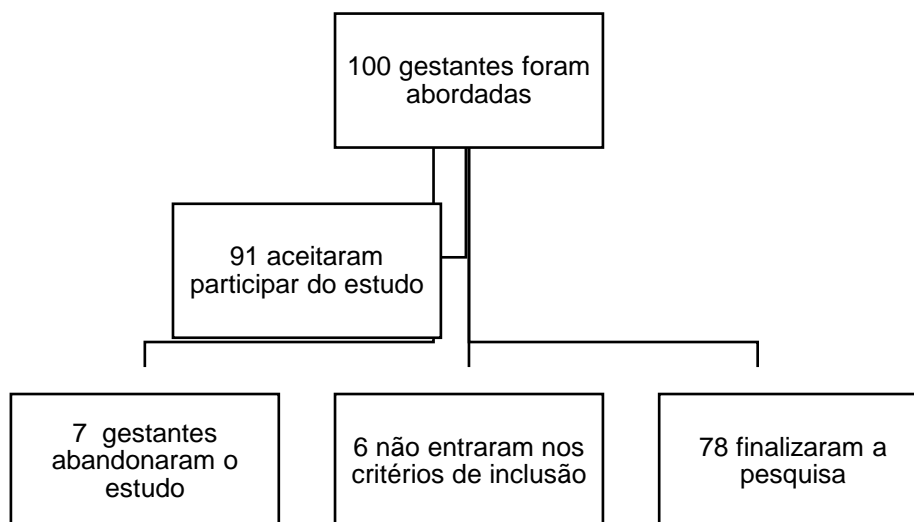 100 gestantes foram
abordadas
91 aceitaram
participar do estudo
7 gestantes
abandonaram o
estudo
6 não entraram nos
critérios de inclusão
78 finalizaram a
pesquisa